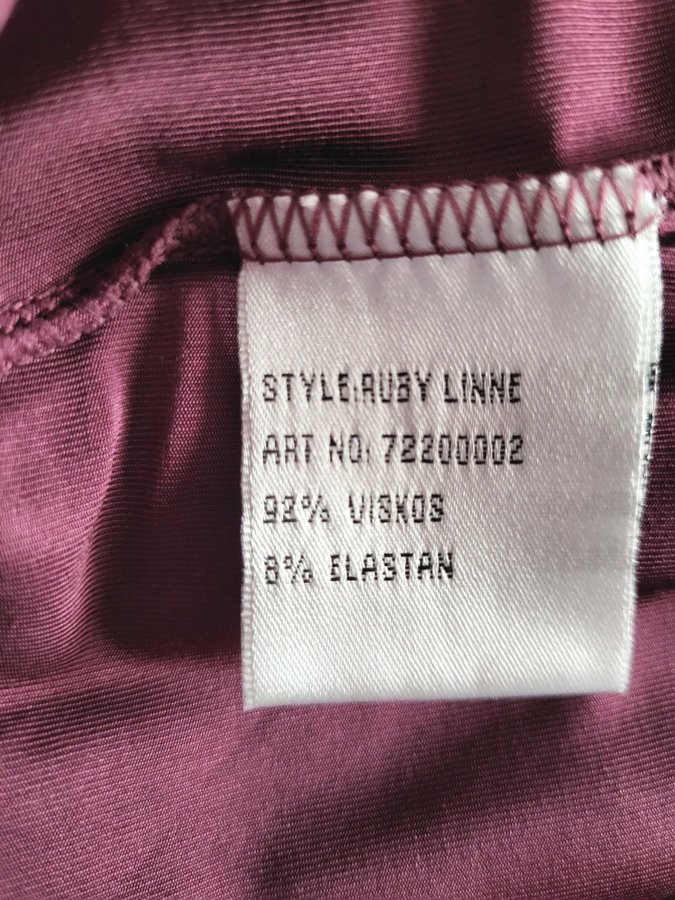 STYLE:RUBY LINNE
ART NO: 72200002
92% VISKOS
8% ELASTAN